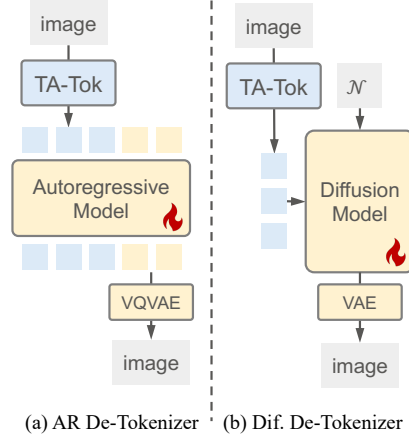 image
TA-Tok
Autoregressive
Model
VQVAE
image
(a) AR De-Tokenizer
image
TA-Tok
𝒩
Diffusion
Model
VAE
image
(b) Dif. De-Tokenizer